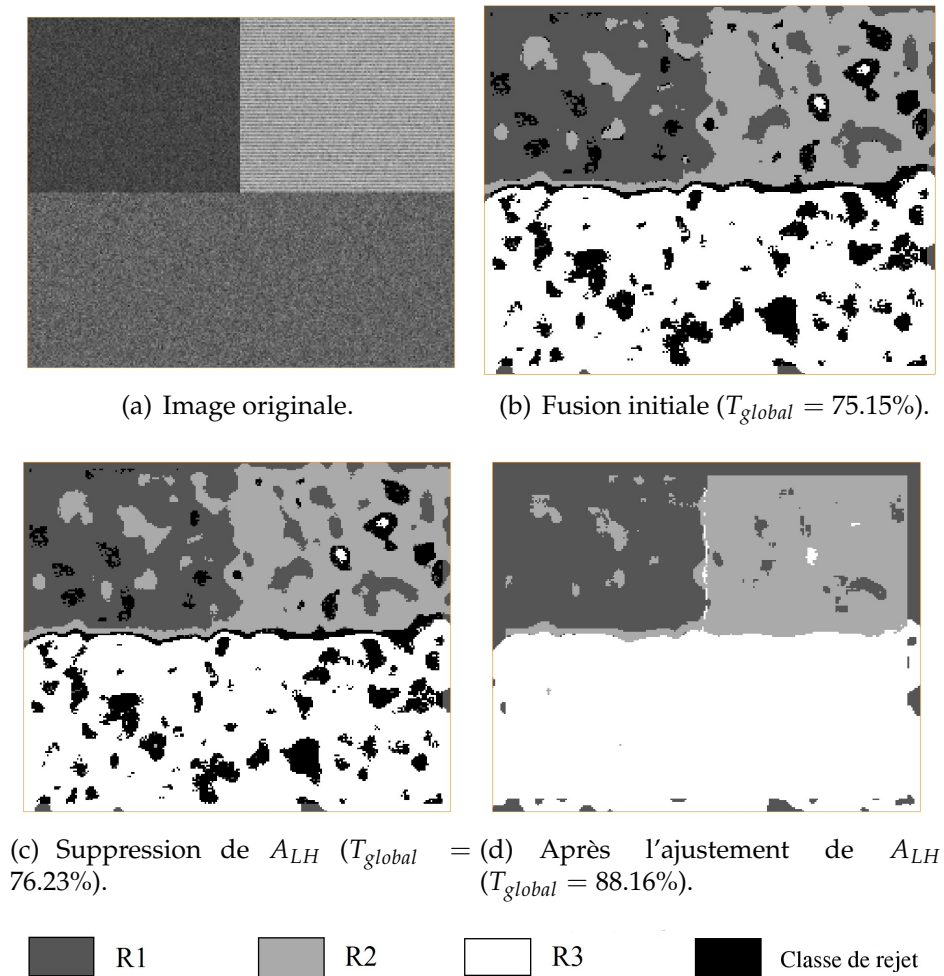 (a) Image originale.
(b) Fusion initiale (T_global = 75.15%).
(c) Suppression de A_LH (T_global = 76.23%).
(d) Après l'ajustement de A_LH (T_global = 88.16%).
R1
R2
R3
Classe de rejet